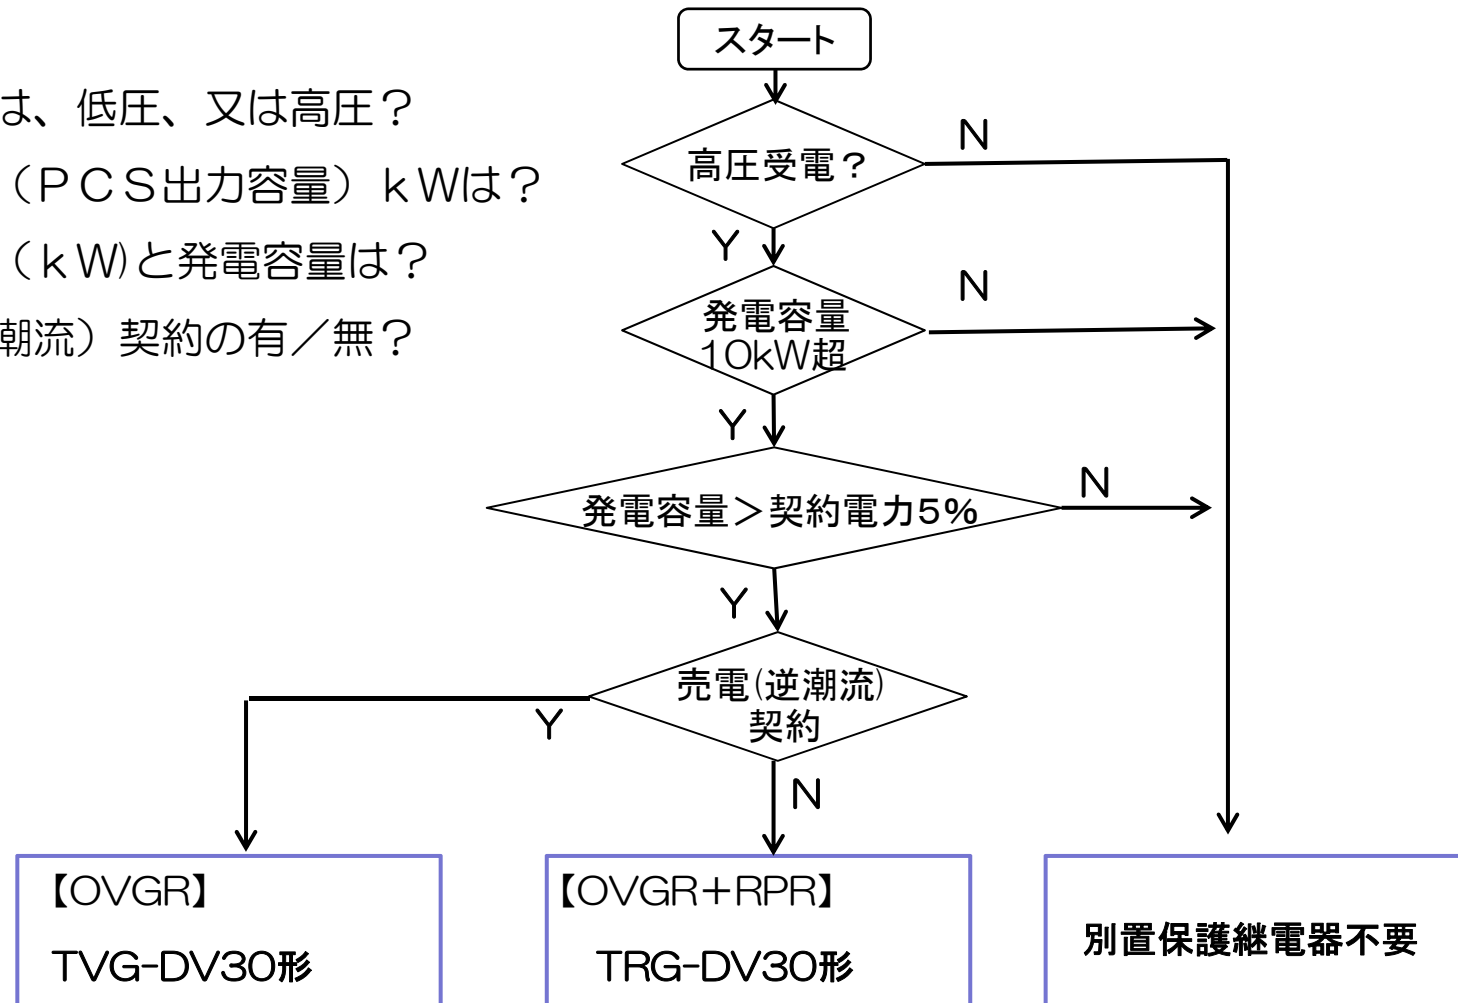 スタート
は、低圧、又は高圧？
（ＰＣＳ出力容量）ｋＷは？
（ｋＷ)と発電容量は？
潮流）契約の有／無？
高圧受電？
N
Y
発電容量
10kW超
N
Y
発電容量＞契約電力5%
N
Y
売電(逆潮流)
契約
Y
N
【OVGR】
TVG-DV30形
【OVGR+RPR】
TRG-DV30形
別置保護継電器不要